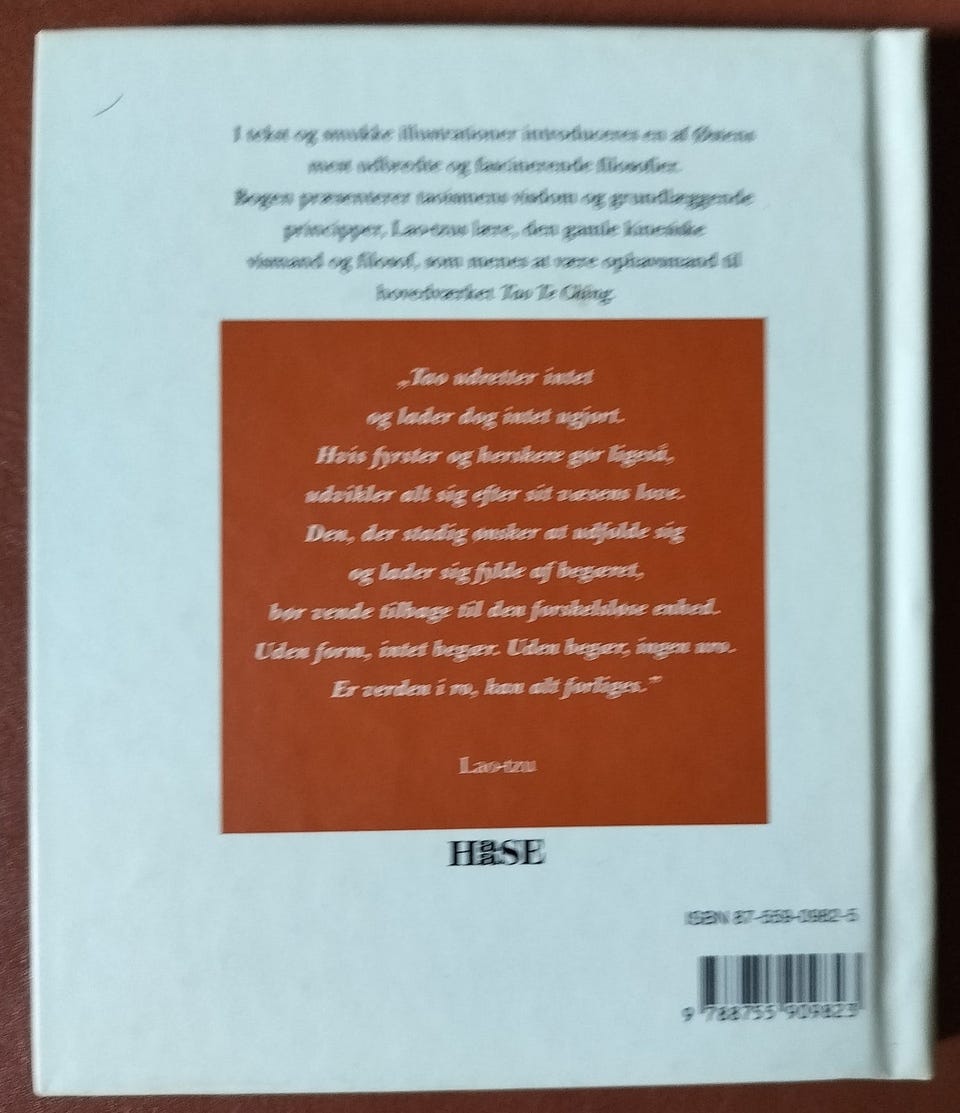 I tekst og smukke illustrationer introduceres en af Østens
mest udbredte og fascinerende filosofier.
Bogen præsenterer taoismens visdom og grundlæggende
principper, Lao-tzus lære, den gamle kinesiske
vismand og filosof, som menes at være ophavsmand til
hovedværket Tao Te Ching.
„Tao udretter intet
og lader dog intet ugjort.
Hvis fyrster og herskere gør ligeså,
udvikler alt sig efter sit væsens love.
Den, der stadig ønsker at udfolde sig
og lader sig fylde af begæret,
bør vende tilbage til den forskelsløse enhed.
Uden form, intet begær. Uden begær, ingen uro.
Er verden i ro, kan alt forliges.”
Lao-tzu
HaaSE
ISBN 87-559-0982-5
9 788755 909823